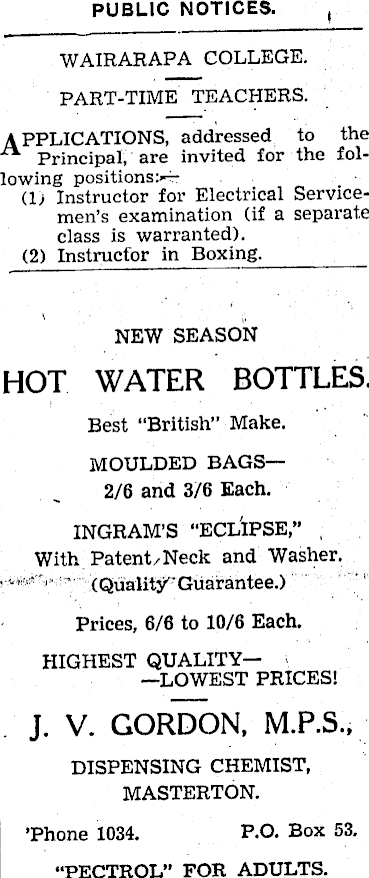 PUBLIC NOTICES.
WAIRARAPA COLLEGE.
PART-TIME TEACHERS.
APPLICATIONS, addressed to the
Principal, are invited for the fol-
lowing positions:—
(1) Instructor for Electrical Service-
men's examination (if a separate
class is warranted).
(2) Instructor in Boxing.
NEW SEASON
HOT WATER BOTTLES.
Best "British" Make.
MOULDED BAGS—
2/6 and 3/6 Each.
INGRAM'S "ECLIPSE,"
With Patent Neck and Washer.
(Quality Guarantee.)
Prices, 6/6 to 10/6 Each.
HIGHEST QUALITY—
—LOWEST PRICES!
J. V. GORDON, M.P.S.,
DISPENSING CHEMIST,
MASTERTON.
'Phone 1034. P.O. Box 53.
"PECTROL" FOR ADULTS.